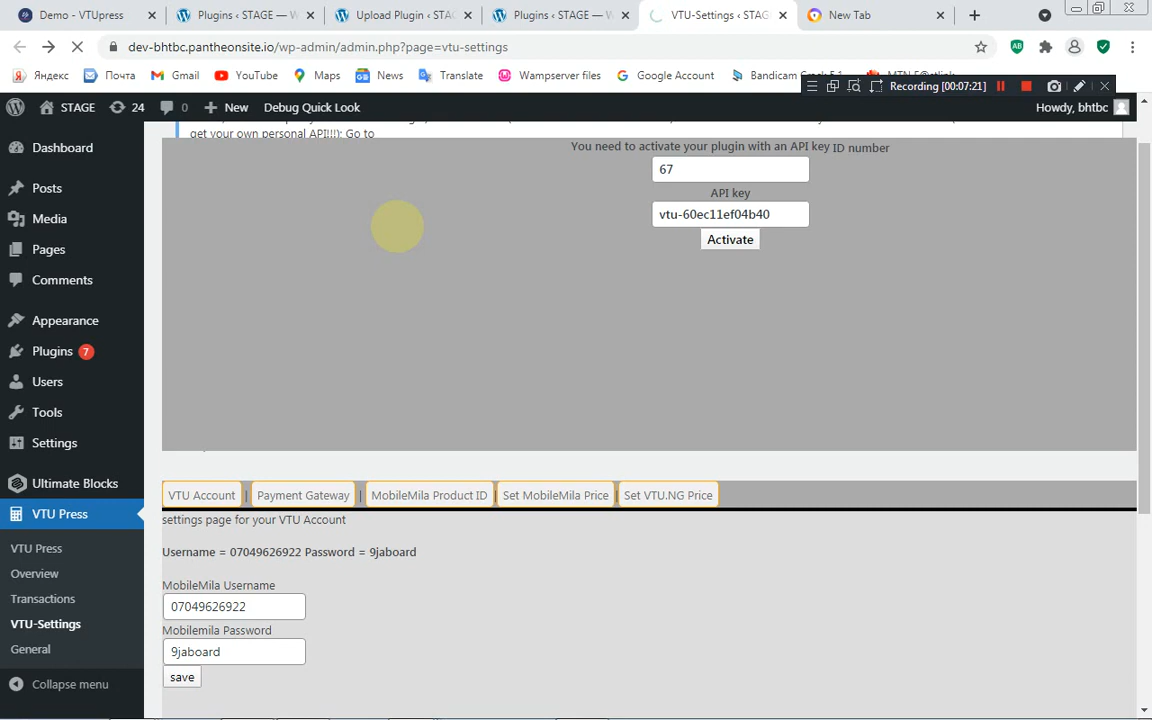 Demo - VTUpress
Plugins ‹ STAGE — W
Upload Plugin ‹ STAGE
Plugins ‹ STAGE — W
VTU-Settings ‹ STAGE
New Tab
dev-bhtbc.pantheonsite.io/wp-admin/admin.php?page=vtu-settings
Яндекс
Почта
Gmail
YouTube
Maps
News
Translate
Wampserver files
Google Account
Bandicam Crack 5.1
Recording [00:07:21]
STAGE
24
0
New
Debug Quick Look
Howdy, bhtbc
Dashboard
Posts
Media
Pages
Comments
Appearance
Plugins 7
Users
Tools
Settings
Ultimate Blocks
VTU Press
VTU Press
Overview
Transactions
VTU-Settings
General
Collapse menu
get your own personal API!!!); Go to
You need to activate your plugin with an API key ID number
67
API key
vtu-60ec11ef04b40
Activate
VTU Account | Payment Gateway | MobileMila Product ID | Set MobileMila Price | Set VTU.NG Price
settings page for your VTU Account
Username = 07049626922 Password = 9jaboard
MobileMila Username
07049626922
Mobilemila Password
9jaboard
save